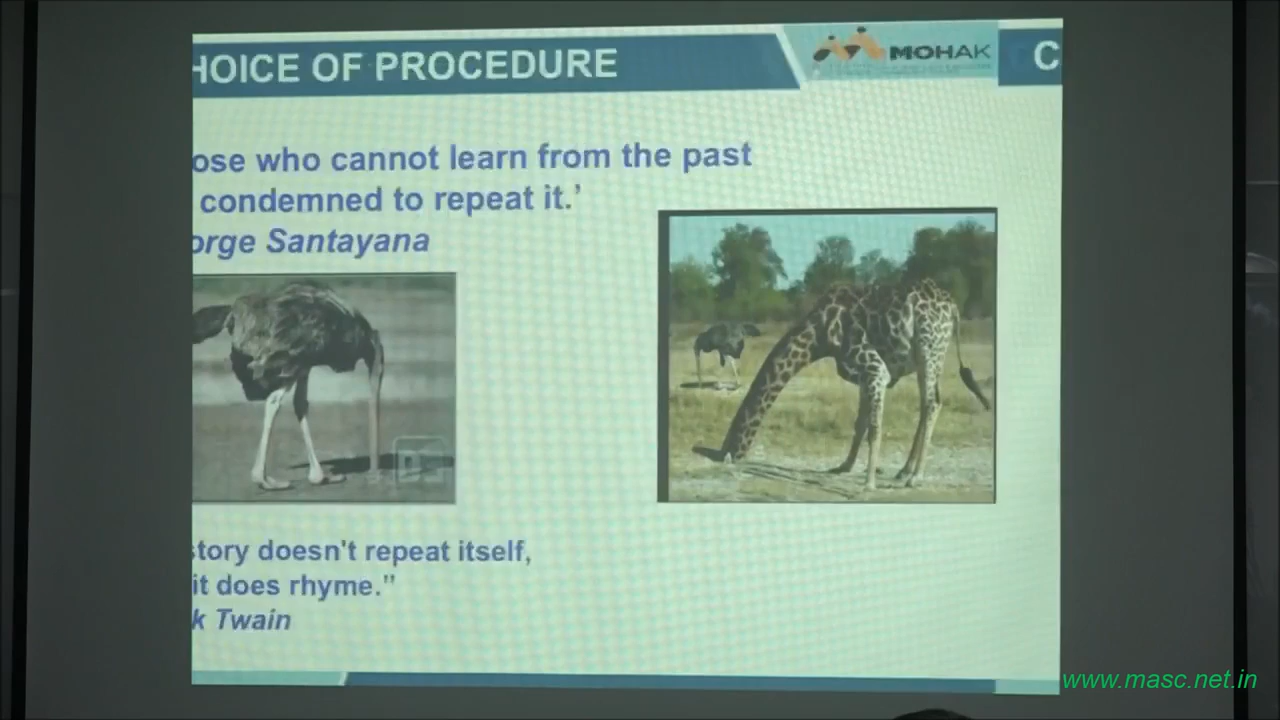 HOICE OF PROCEDURE
MOHAK
C
ose who cannot learn from the past
condemned to repeat it.’
orge Santayana
story doesn't repeat itself,
it does rhyme."
k Twain
www.masc.net.in